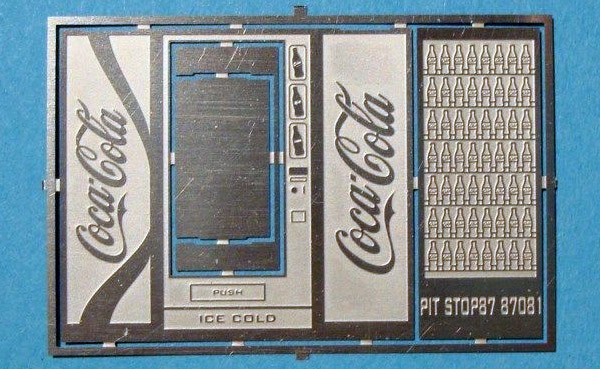 Coca-Cola
PUSH
ICE COLD
Coca-Cola
PIT STOP87 87081